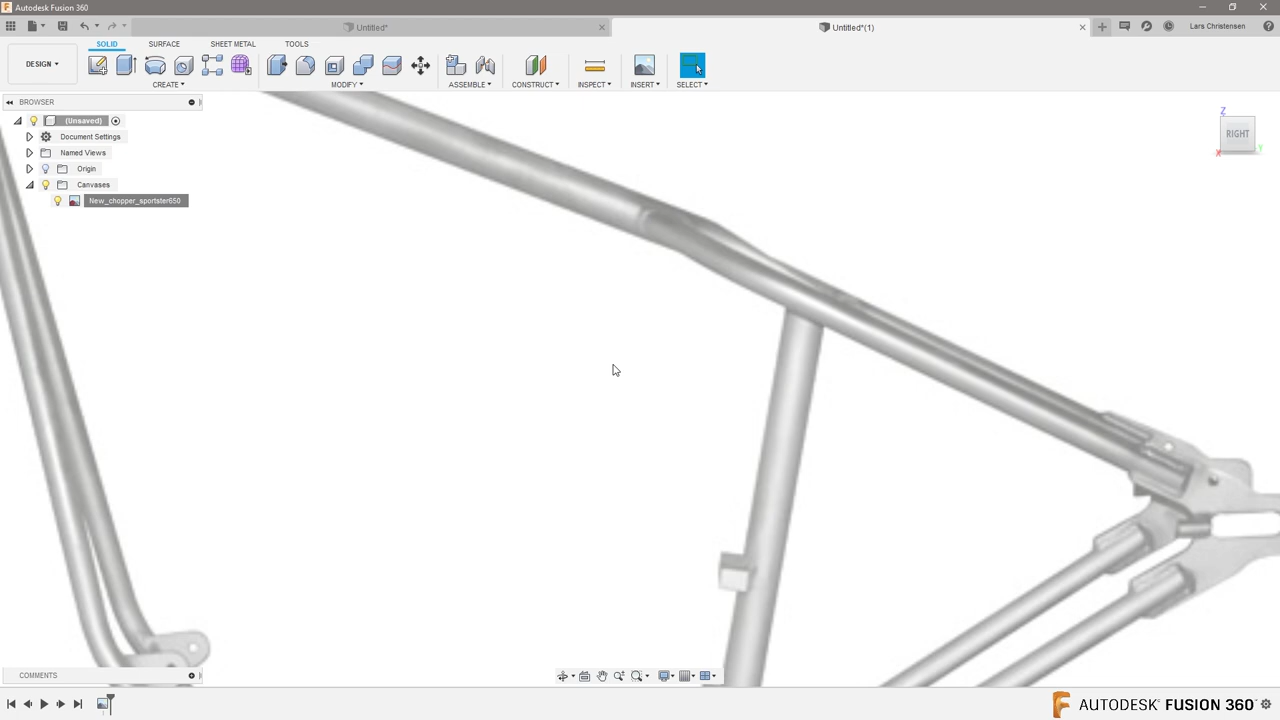 Autodesk Fusion 360
Untitled*
Untitled*(1)
Lars Christensen
DESIGN
SOLID
SURFACE
SHEET METAL
TOOLS
CREATE
MODIFY
ASSEMBLE
CONSTRUCT
INSPECT
INSERT
SELECT
BROWSER
(Unsaved)
Document Settings
Named Views
Origin
Canvases
New_chopper_sportster650
Z
RIGHT
X
Y
COMMENTS
AUTODESK® FUSION 360°